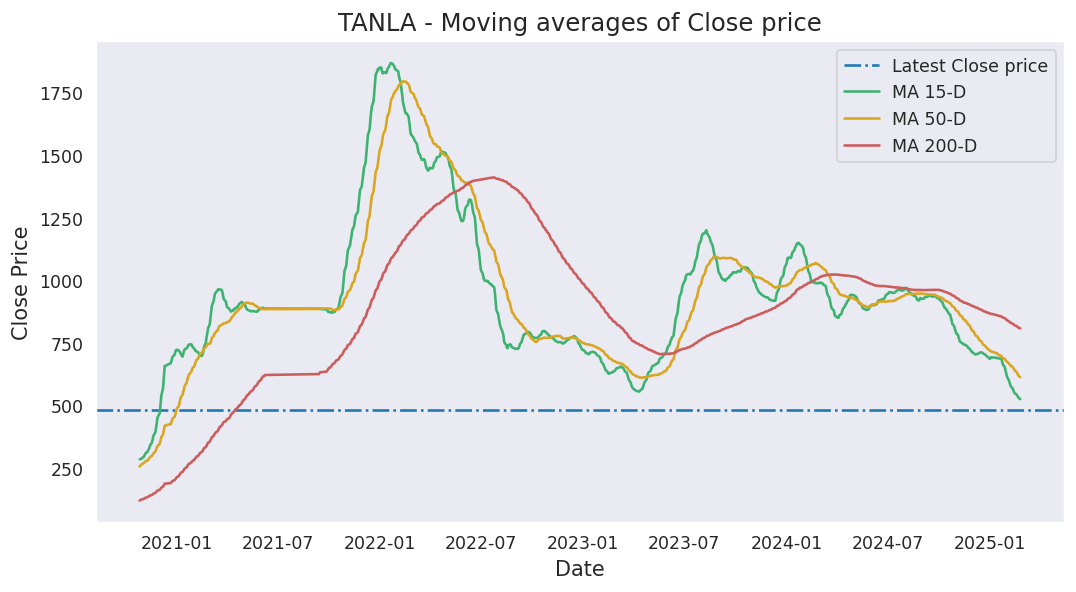 TANLA - Moving averages of Close price
Latest Close price
MA 15-D
MA 50-D
MA 200-D
Close Price
1750
1500
1250
1000
750
500
250
2021-01 2021-07 2022-01 2022-07 2023-01 2023-07 2024-01 2024-07 2025-01
Date